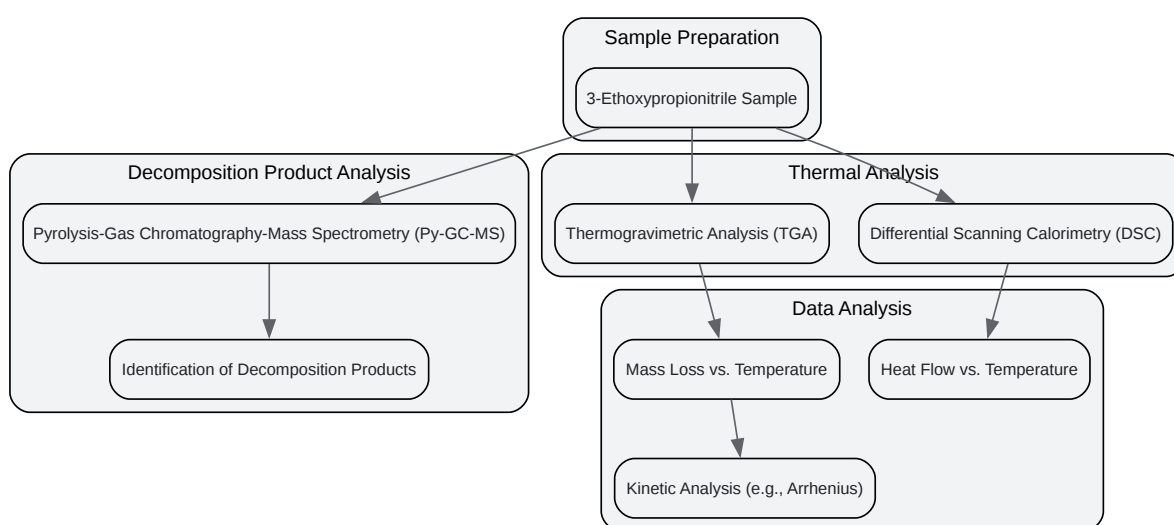 Sample Preparation
3-Ethoxypropionitrile Sample
Decomposition Product Analysis
Pyrolysis-Gas Chromatography-Mass Spectrometry (Py-GC-MS)
Identification of Decomposition Products
Thermal Analysis
Thermogravimetric Analysis (TGA)
Differential Scanning Calorimetry (DSC)
Data Analysis
Mass Loss vs. Temperature
Heat Flow vs. Temperature
Kinetic Analysis (e.g., Arrhenius)